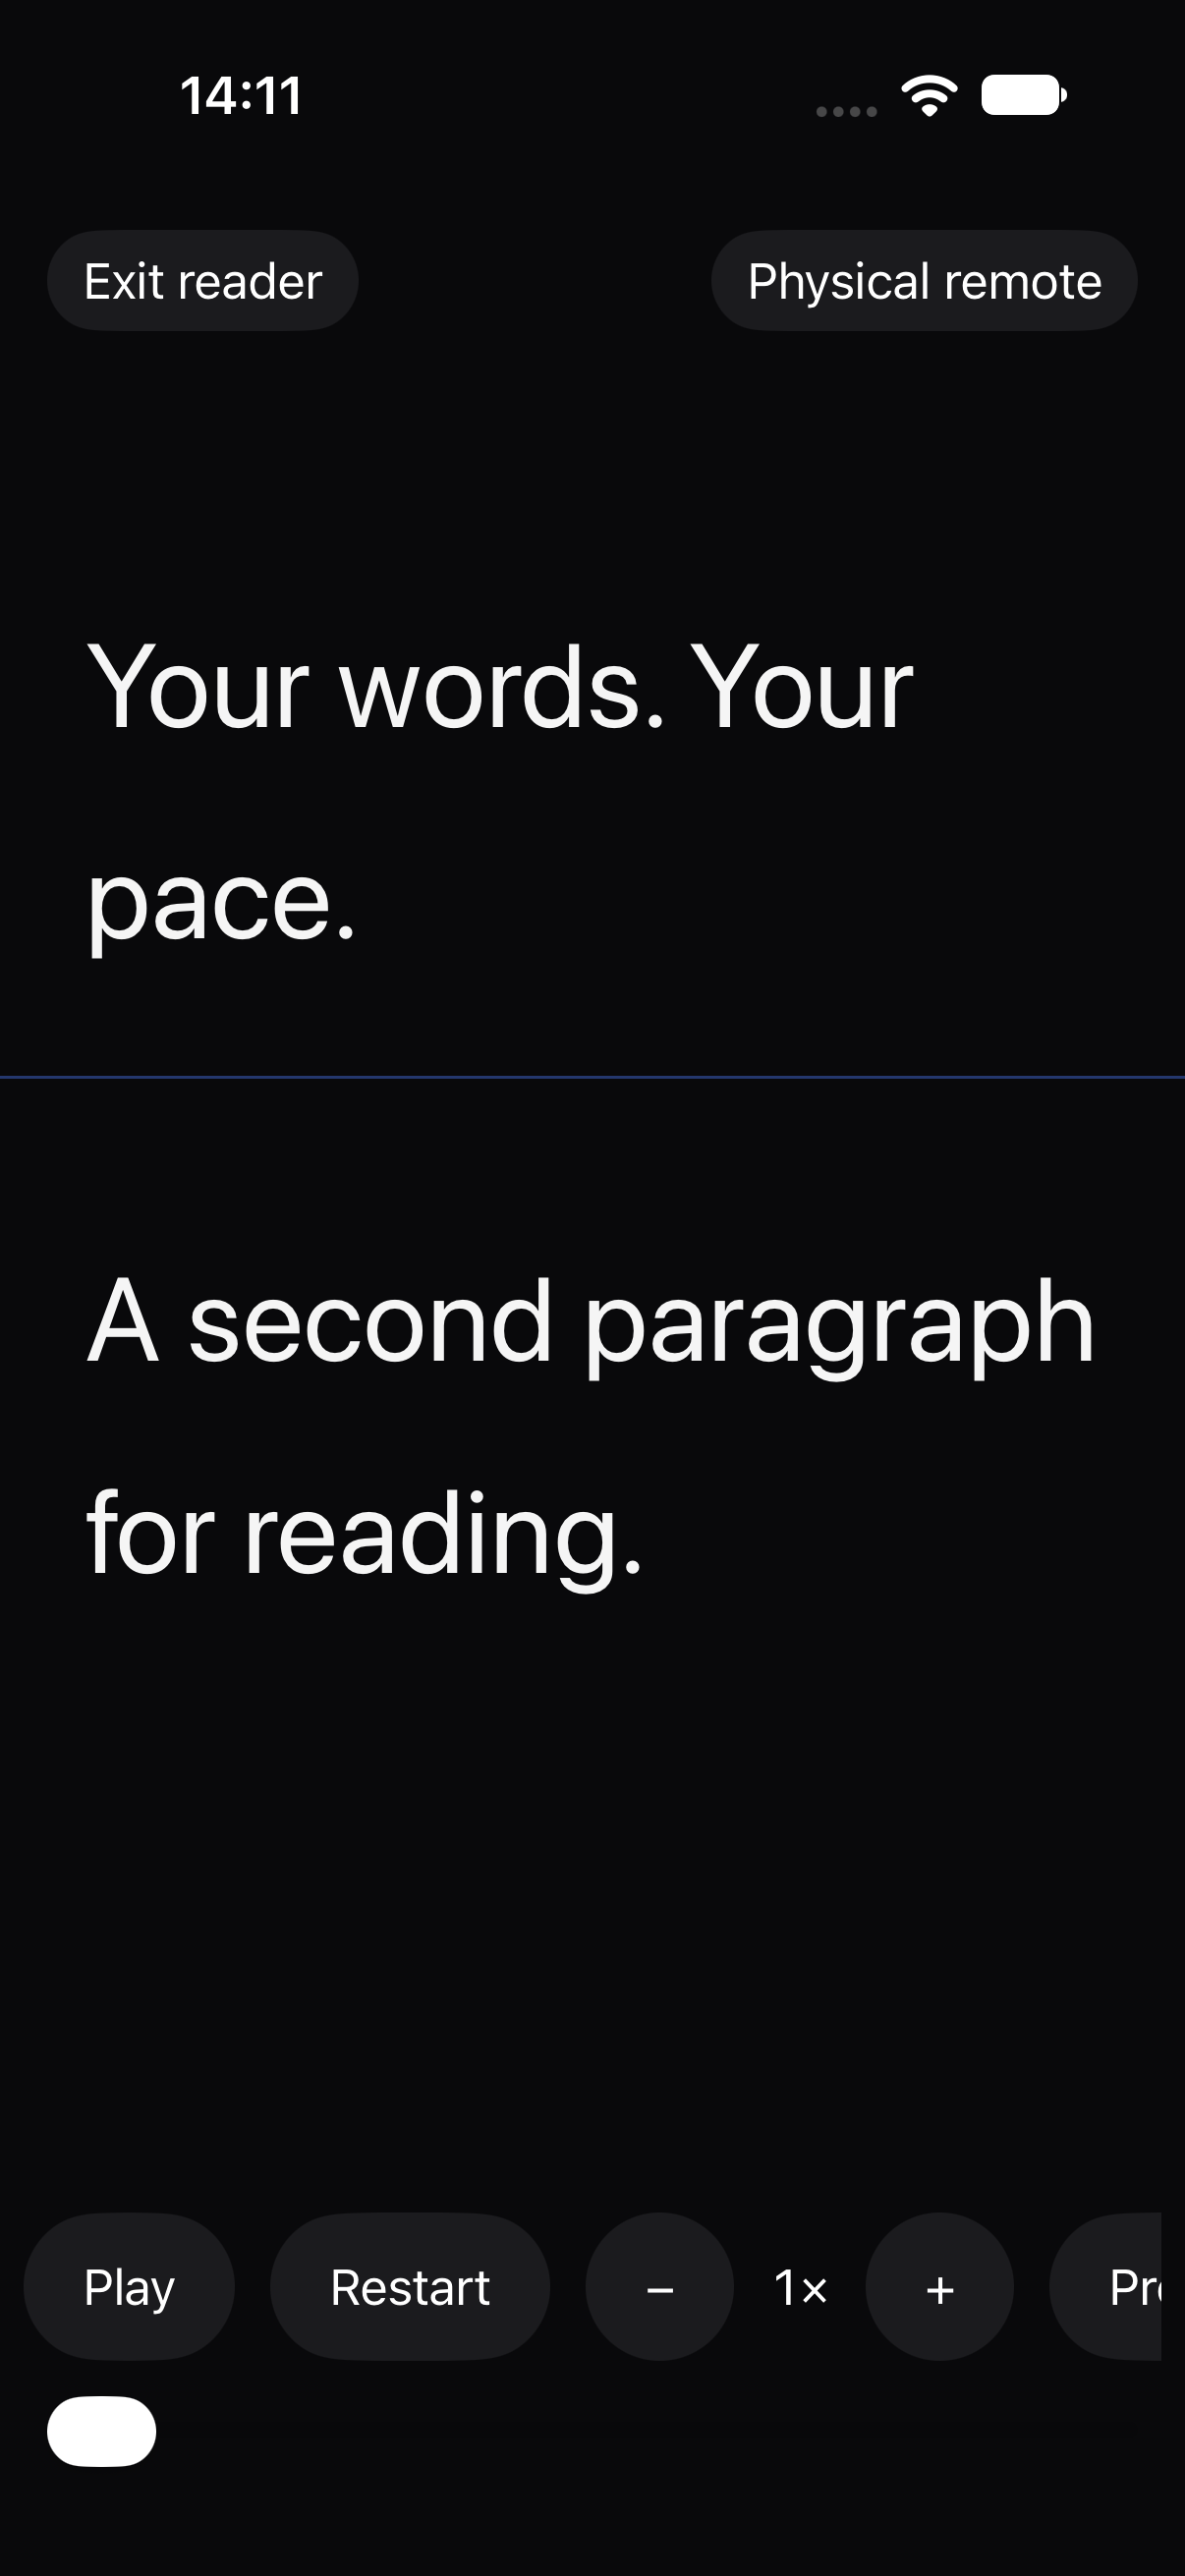 14:11
Exit reader
Physical remote
Your words. Your
pace.
A second paragraph
for reading.
Play
Restart
−
1×
+